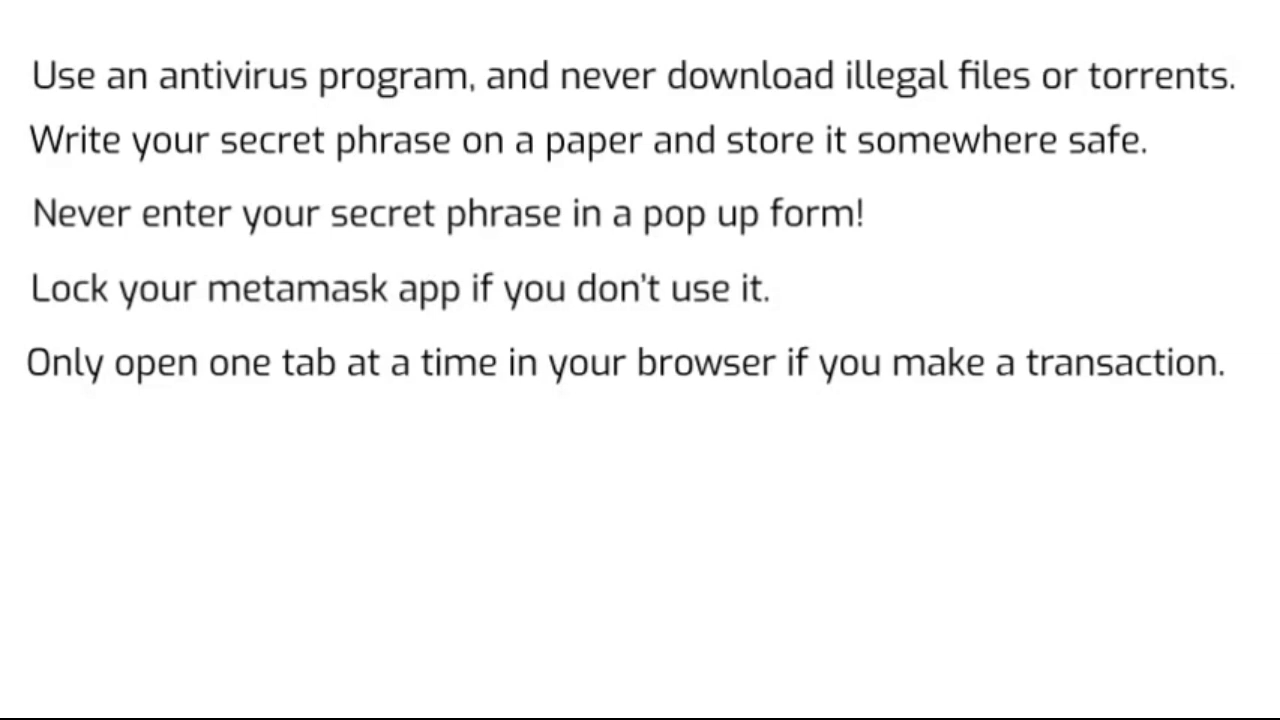 Use an antivirus program, and never download illegal files or torrents.
Write your secret phrase on a paper and store it somewhere safe.
Never enter your secret phrase in a pop up form!
Lock your metamask app if you don't use it.
Only open one tab at a time in your browser if you make a transaction.